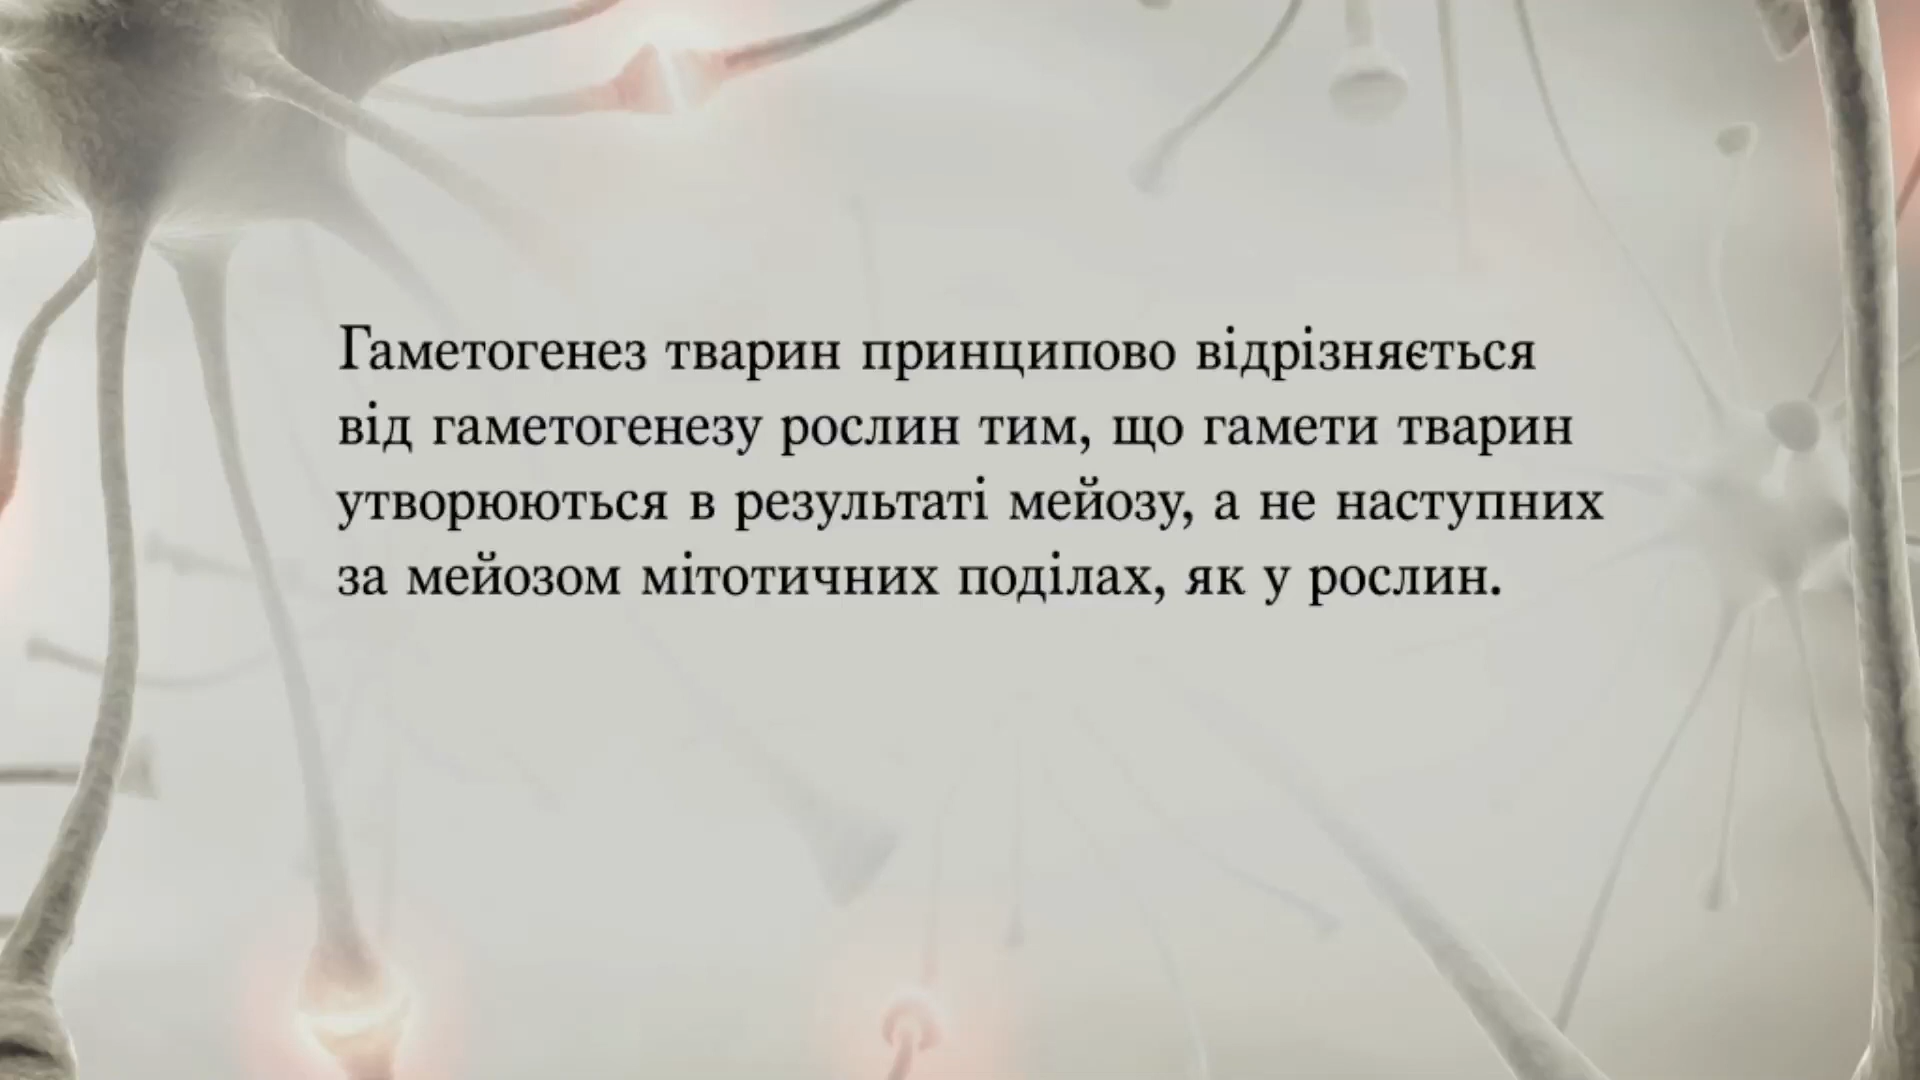 Гаметогенез тварин принципово відрізняється
від гаметогенезу рослин тим, що гамети тварин
утворюються в результаті мейозу, а не наступних
за мейозом мітотичних поділах, як у рослин.